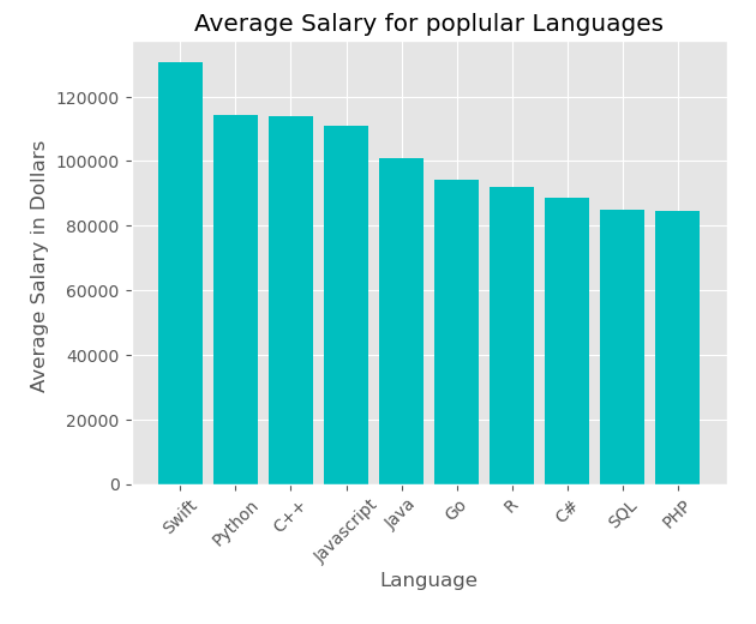 Average Salary for poplular Languages
Average Salary in Dollars
120000
100000
80000
60000
40000
20000
0
Swift
Python
C++
Javascript
Java
Go
R
C#
SQL
PHP
Language